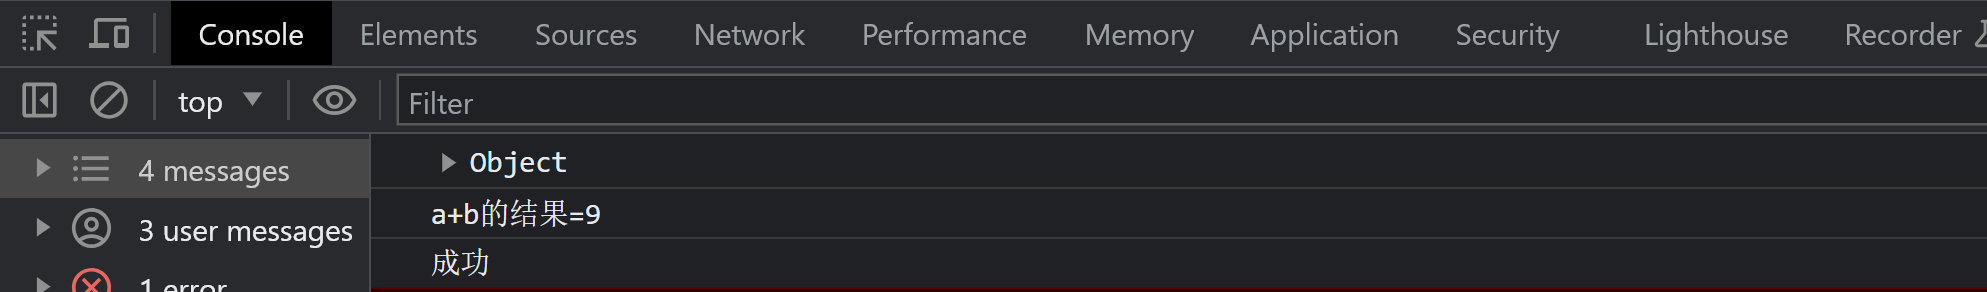 Console Elements Sources Network Performance Memory Application Security Lighthouse Recorder
top Filter
4 messages
3 user messages
1 error
Object
a+b的结果=9
成功